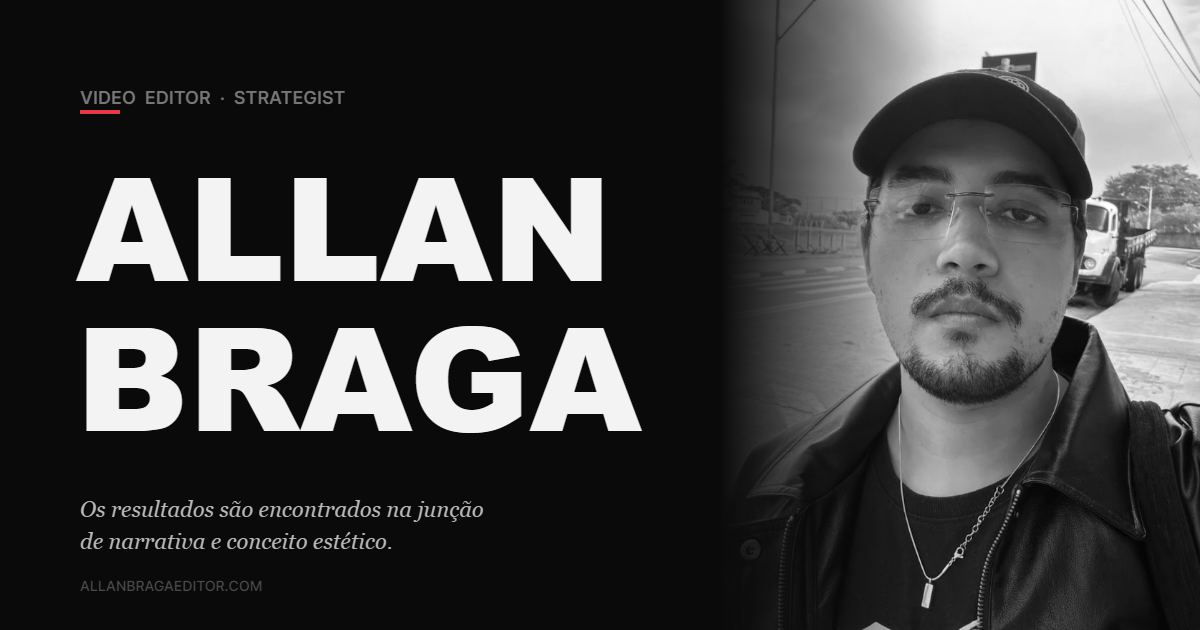 VIDEO EDITOR · STRATEGIST
ALLAN
BRAGA
Os resultados são encontrados na junção
de narrativa e conceito estético.
ALLANBRAGAEDITOR.COM